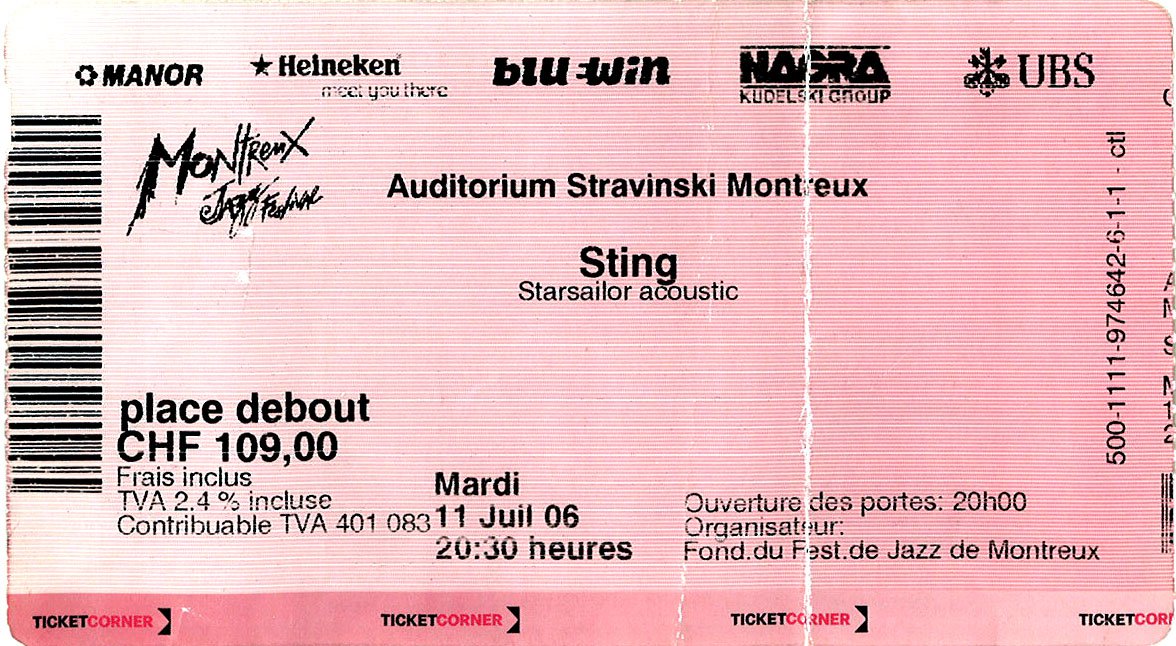 MANOR
Heineken
meet you there
blu win
NAGRA
KUDELSKI GROUP
UBS
Montreux
Jazz Festival
Auditorium Stravinski Montreux
Sting
Starsailor acoustic
500-1111-974642-6-1-1 - ctl
place debout
CHF 109,00
Frais inclus
TVA 2.4 % incluse
Contribuable TVA 401 083
Mardi
11 Juil 06
20:30 heures
Ouverture des portes: 20h00
Organisateur:
Fond.du Fest.de Jazz de Montreux
TICKETCORNER
TICKETCORNER
TICKETCORNER
TICKETCOR